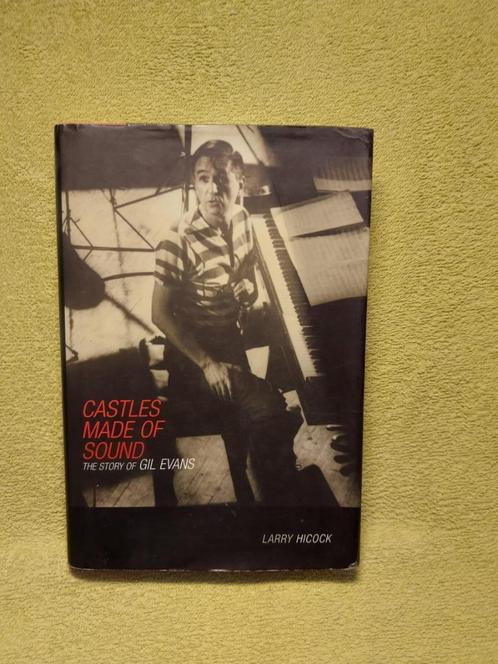 CASTLES
MADE OF
SOUND
THE STORY OF GIL EVANS
LARRY HICOCK